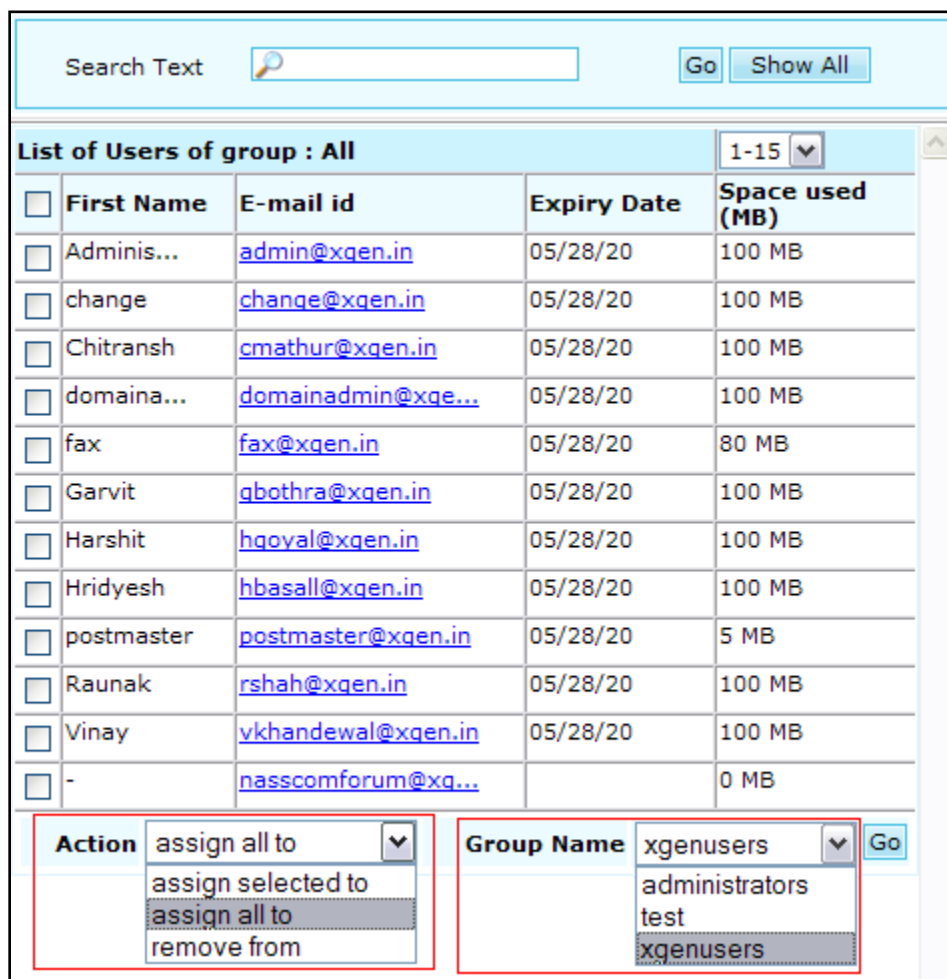 Search Text Go Show All
List of Users of group : All 1-15
First Name E-mail id Expiry Date Space used (MB)
Adminis... admin@xgen.in 05/28/20 100 MB
change change@xgen.in 05/28/20 100 MB
Chitransh cmathur@xgen.in 05/28/20 100 MB
domaina... domainadmin@xge... 05/28/20 100 MB
fax fax@xgen.in 05/28/20 80 MB
Garvit gbothra@xgen.in 05/28/20 100 MB
Harshit hgoyal@xgen.in 05/28/20 100 MB
Hridyesh hbasall@xgen.in 05/28/20 100 MB
postmaster postmaster@xgen.in 05/28/20 5 MB
Raunak rshah@xgen.in 05/28/20 100 MB
Vinay vkhandewal@xgen.in 05/28/20 100 MB
- nasscomforum@xg... 0 MB
Action assign all to Group Name xgenusers Go
assign selected to administrators
assign all to test
remove from xgenusers